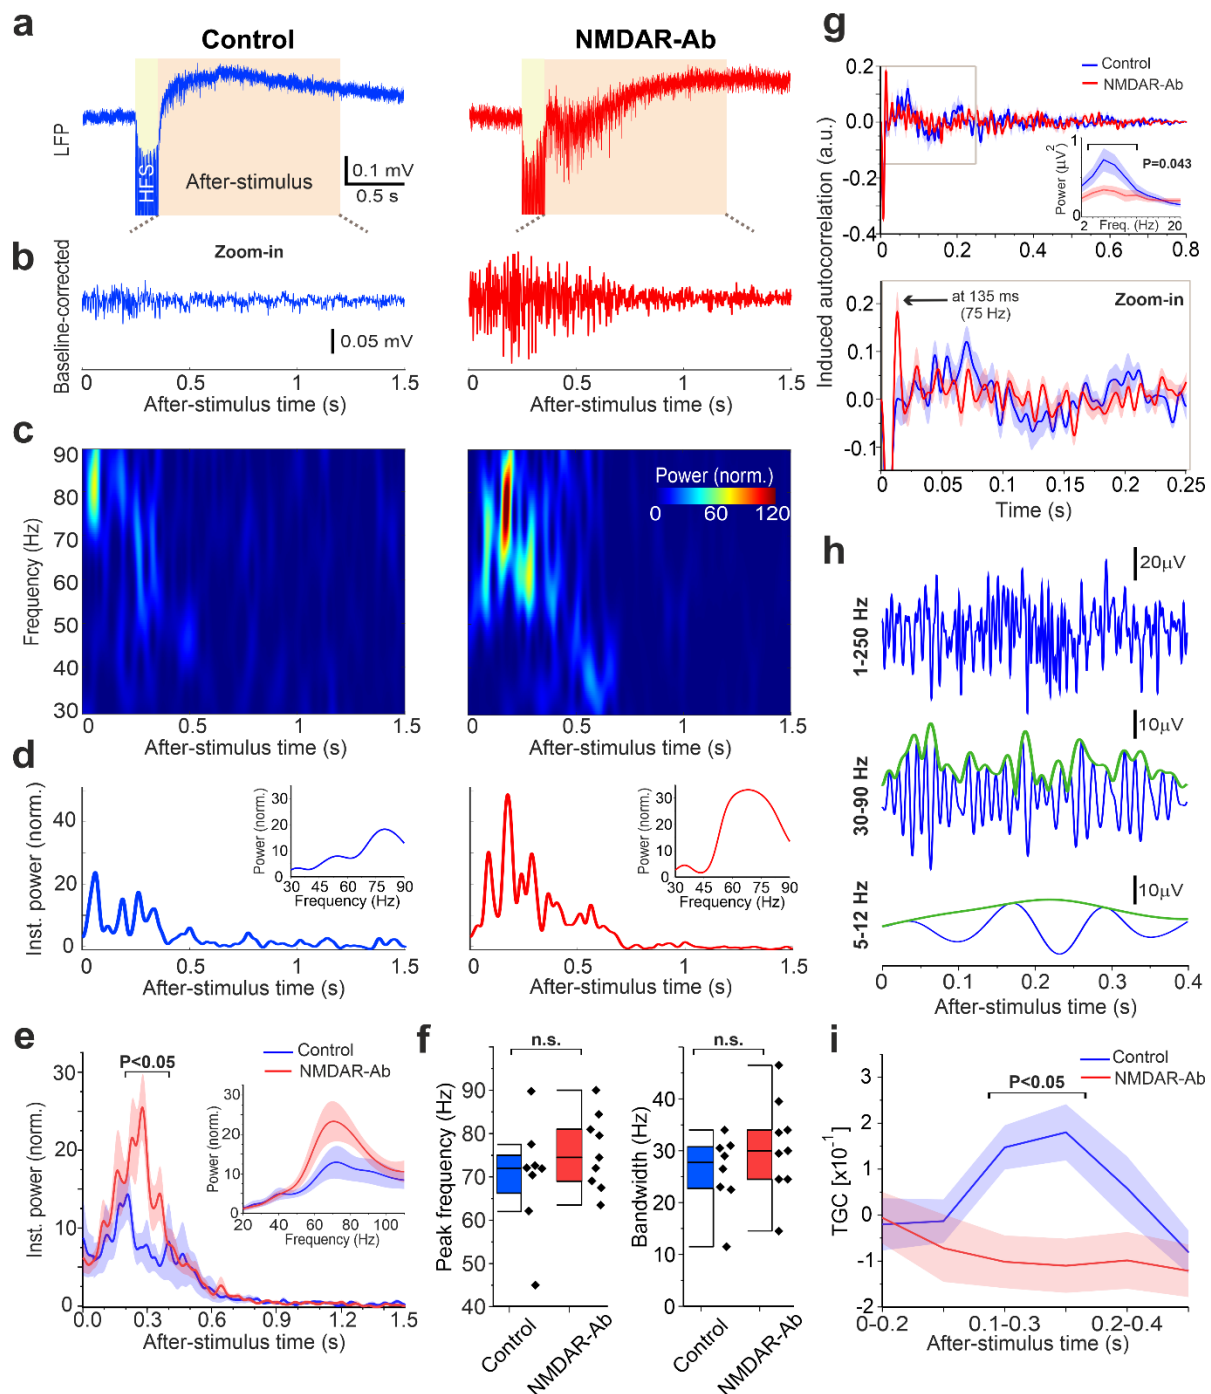 a
Control
NMDAR-Ab
LFP
HFS
After-stimulus
0.1 mV
0.5 s
b
Baseline-corrected
Zoom-in
0.05 mV
0
0.5
1
1.5
After-stimulus time (s)
0
0.5
1
1.5
After-stimulus time (s)
c
Frequency (Hz)
90
80
70
60
50
40
30
0
0.5
1
1.5
After-stimulus time (s)
Power (norm.)
0 60 120
0
0.5
1
1.5
After-stimulus time (s)
d
Inst. power (norm.)
40
20
0
0
0.5
1
1.5
After-stimulus time (s)
Power (norm.)
30
20
10
0
30 45 60 75 90
Frequency (Hz)
0
0.5
1
1.5
After-stimulus time (s)
Power (norm.)
30
20
10
0
30 45 60 75 90
Frequency (Hz)
e
Inst. power (norm.)
30
25
20
15
10
5
0
0.0 0.3 0.6 0.9 1.2 1.5
After-stimulus time (s)
P<0.05
Control
NMDAR-Ab
Power (norm.)
30
20
10
0
20 40 60 80 100
Frequency (Hz)
f
n.s.
Peak frequency (Hz)
100
90
80
70
60
50
40
Control
NMDAR-Ab
n.s.
Bandwidth (Hz)
50
40
30
20
10
0
Control
NMDAR-Ab
g
Induced autocorrelation (a.u.)
Control
NMDAR-Ab
0.2
0.0
-0.2
-0.4
0.0 0.2 0.4 0.6 0.8
Power (µV2
)
1
0
P=0.043
2 Freq. (Hz) 20
0.2
0.1
0.0
-0.1
at 135 ms
(75 Hz)
Zoom-in
0 0.05 0.1 0.15 0.2 0.25
Time (s)
h
1-250 Hz
20µV
30-90 Hz
10µV
5-12 Hz
10µV
0 0.1 0.2 0.3 0.4
After-stimulus time (s)
i
Control
NMDAR-Ab
P<0.05
TGC [x10-1]
2
1
0
-1
-2
0-0.2 0.1-0.3 0.2-0.4
After-stimulus time (s)